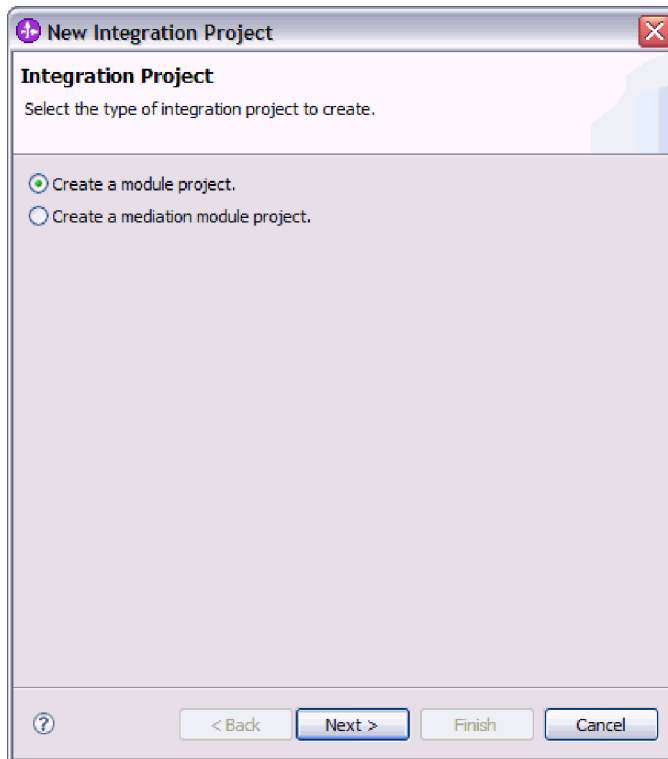 New Integration Project
Integration Project
Select the type of integration project to create.
Create a module project.
Create a mediation module project.
? < Back Next > Finish Cancel